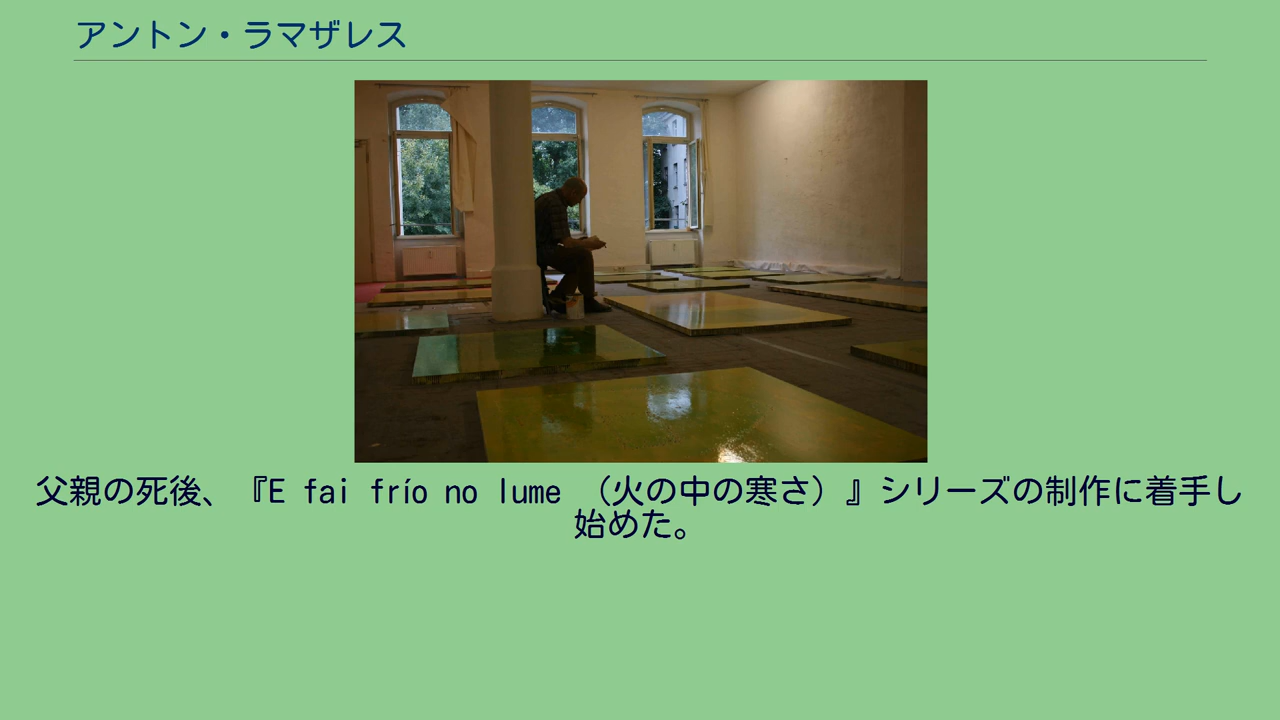 アントン・ラマザレス
父親の死後、『E fai frío no lume （火の中の寒さ）』シリーズの制作に着手し
始めた。